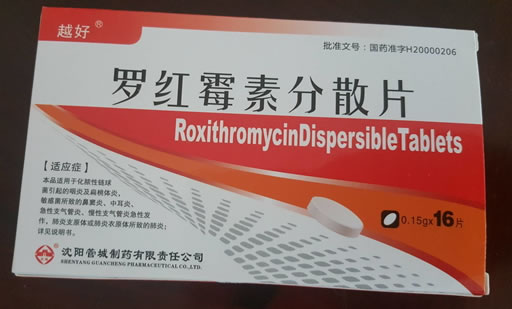 越好®
批准文号：国药准字H20000206
罗红霉素分散片
RoxithromycinDispersibleTablets
【适应症】
本品适用于化脓性链球
菌引起的咽炎及扁桃体炎，
敏感菌所致的鼻窦炎、中耳炎、
急性支气管炎，慢性支气管炎急性发
作，肺炎支原体或肺炎衣原体所致的肺炎；
详见说明书。
0.15gx16片
沈阳管城制药有限责任公司
SHENYANG GUANCHENG PHARMACEUTICAL CO.,LTD.